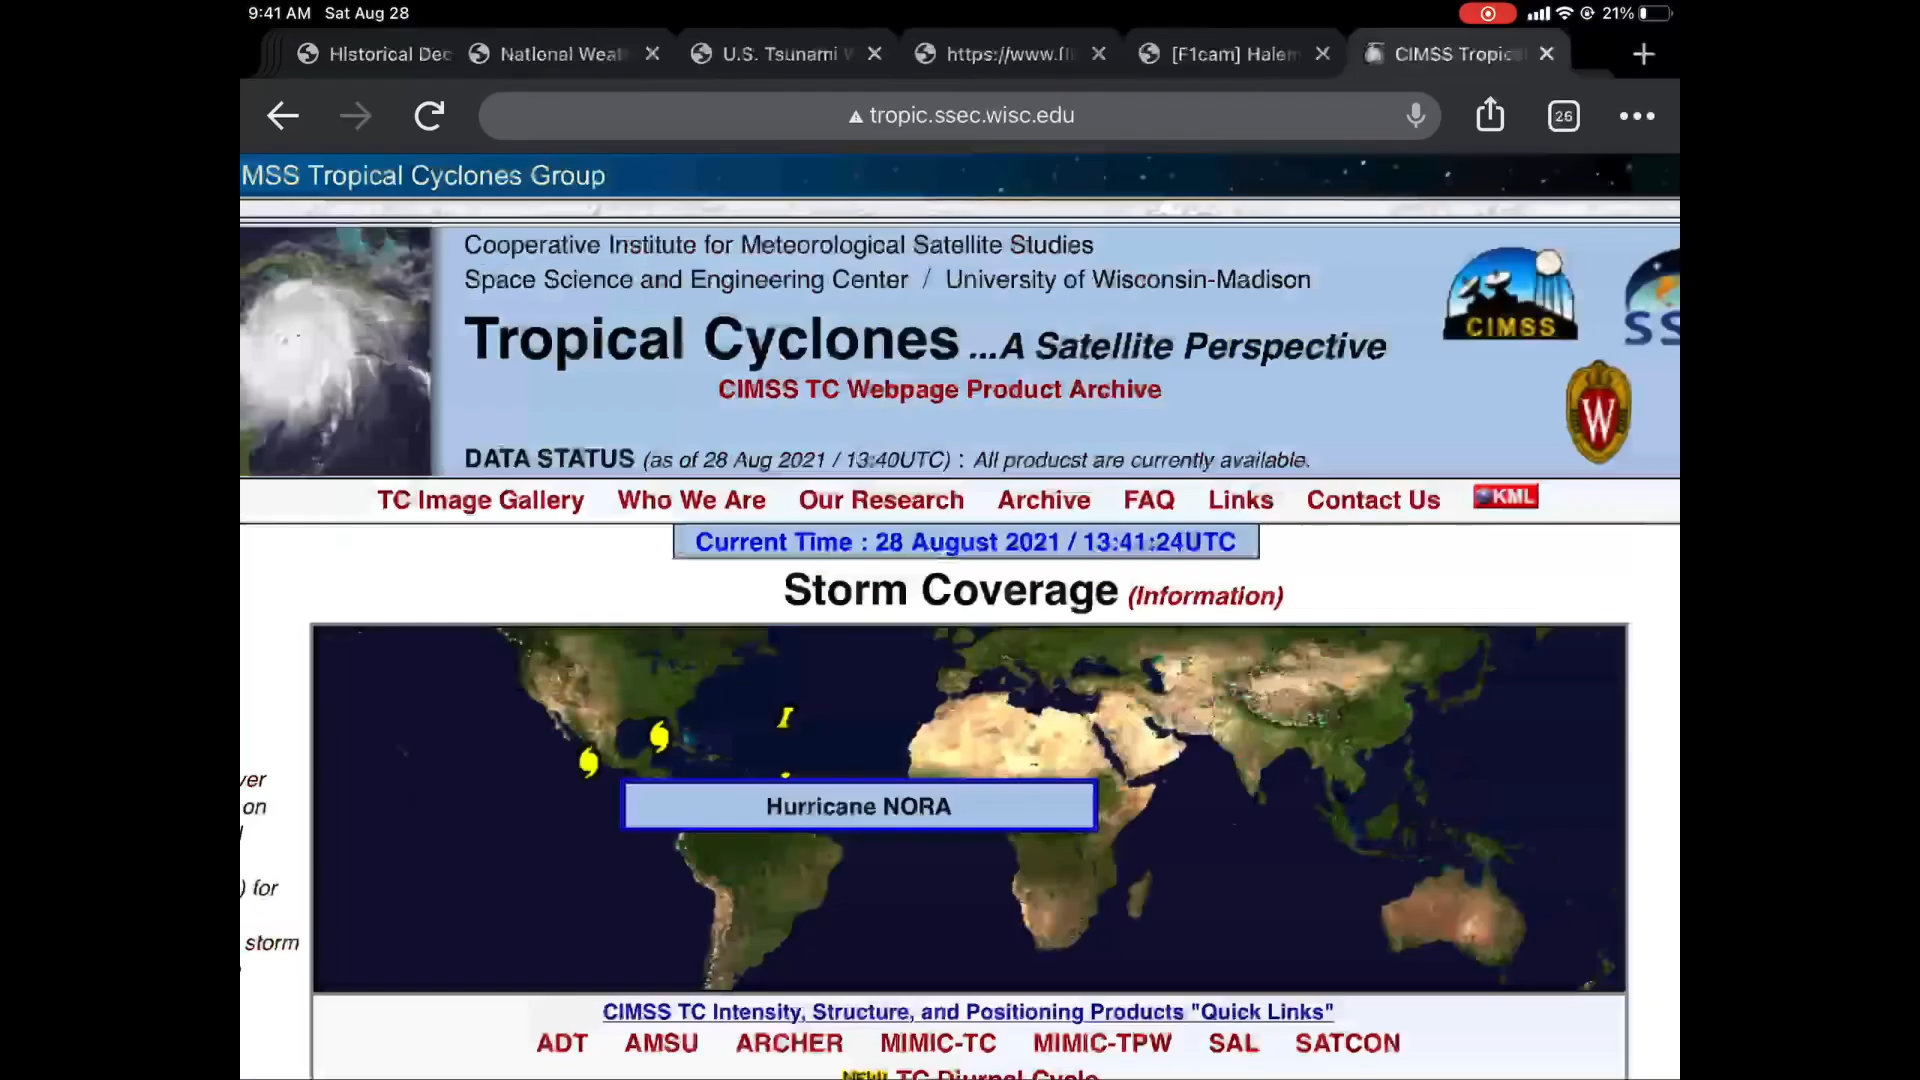 9:41 AM Sat Aug 28
21%
Historical Dec
National Weat
U.S. Tsunami W
https://www.fli
[F1cam] Halem
CIMSS Tropic
tropic.ssec.wisc.edu
26
MSS Tropical Cyclones Group
Cooperative Institute for Meteorological Satellite Studies
Space Science and Engineering Center / University of Wisconsin-Madison
Tropical Cyclones ...A Satellite Perspective
CIMSS TC Webpage Product Archive
DATA STATUS (as of 28 Aug 2021 / 13:40UTC) : All producst are currently available.
CIMSS
SS
W
TC Image Gallery Who We Are Our Research Archive FAQ Links Contact Us KML
Current Time : 28 August 2021 / 13:41:24UTC
Storm Coverage (Information)
I
Hurricane NORA
ver
on
) for
storm
CIMSS TC Intensity, Structure, and Positioning Products "Quick Links"
ADT AMSU ARCHER MIMIC-TC MIMIC-TPW SAL SATCON
NEW! TC Diurnal Cycle